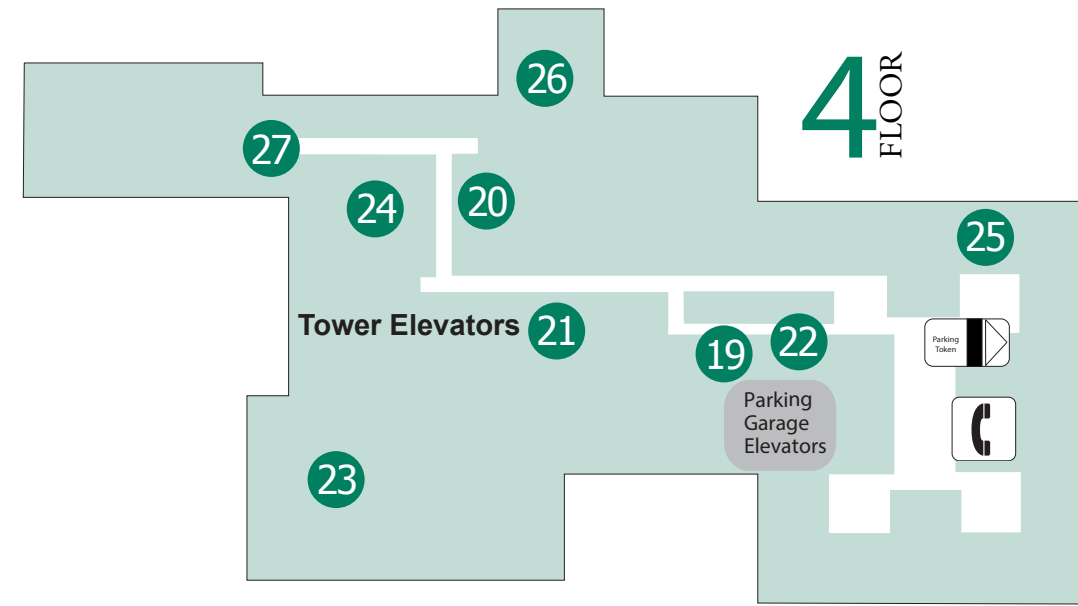 4 FLOOR
26
27
20
24
25
Tower Elevators 21
19
22
Parking
Token
Parking
Garage
Elevators
23